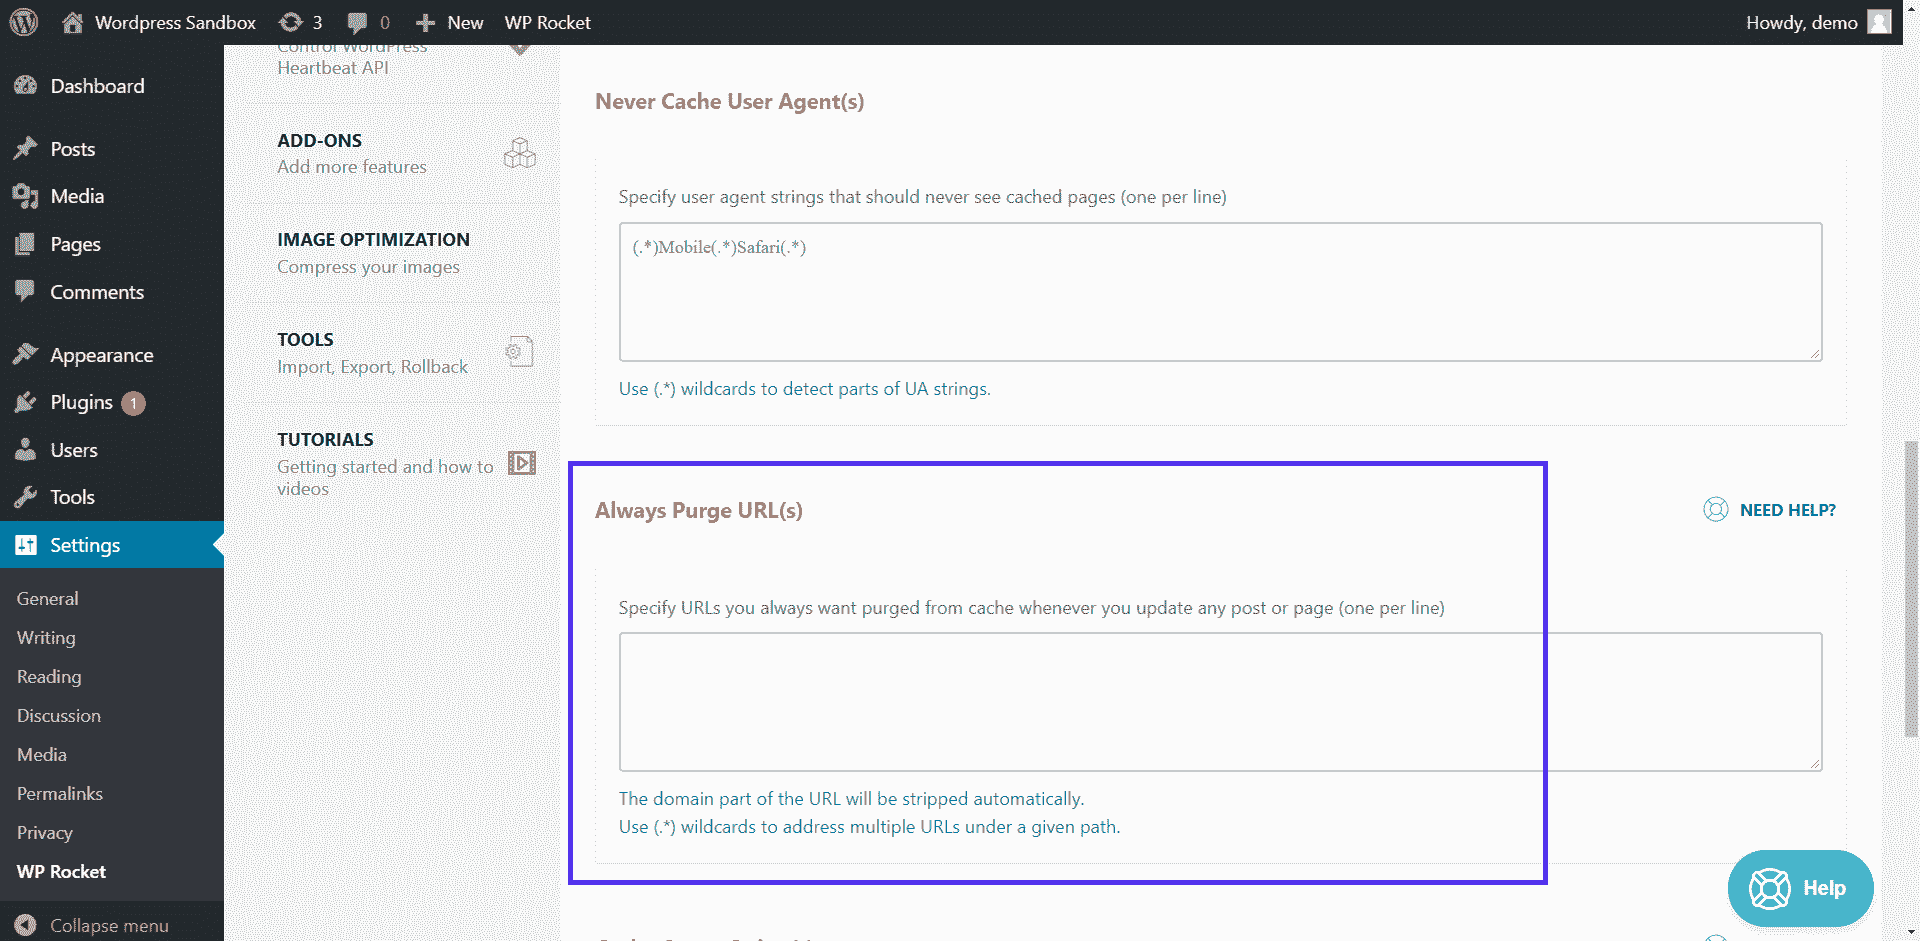 Wordpress Sandbox 3 0 New WP Rocket Howdy, demo
Dashboard
Posts
Media
Pages
Comments
Appearance
Plugins 1
Users
Tools
Settings
General
Writing
Reading
Discussion
Media
Permalinks
Privacy
WP Rocket
Collapse menu
Control WordPress
Heartbeat API
ADD-ONS
Add more features
IMAGE OPTIMIZATION
Compress your images
TOOLS
Import, Export, Rollback
TUTORIALS
Getting started and how to
videos
Never Cache User Agent(s)
Specify user agent strings that should never see cached pages (one per line)
(.*)Mobile(.*)Safari(.*)
Use (.*) wildcards to detect parts of UA strings.
Always Purge URL(s)
NEED HELP?
Specify URLs you always want purged from cache whenever you update any post or page (one per line)
The domain part of the URL will be stripped automatically.
Use (.*) wildcards to address multiple URLs under a given path.
Help